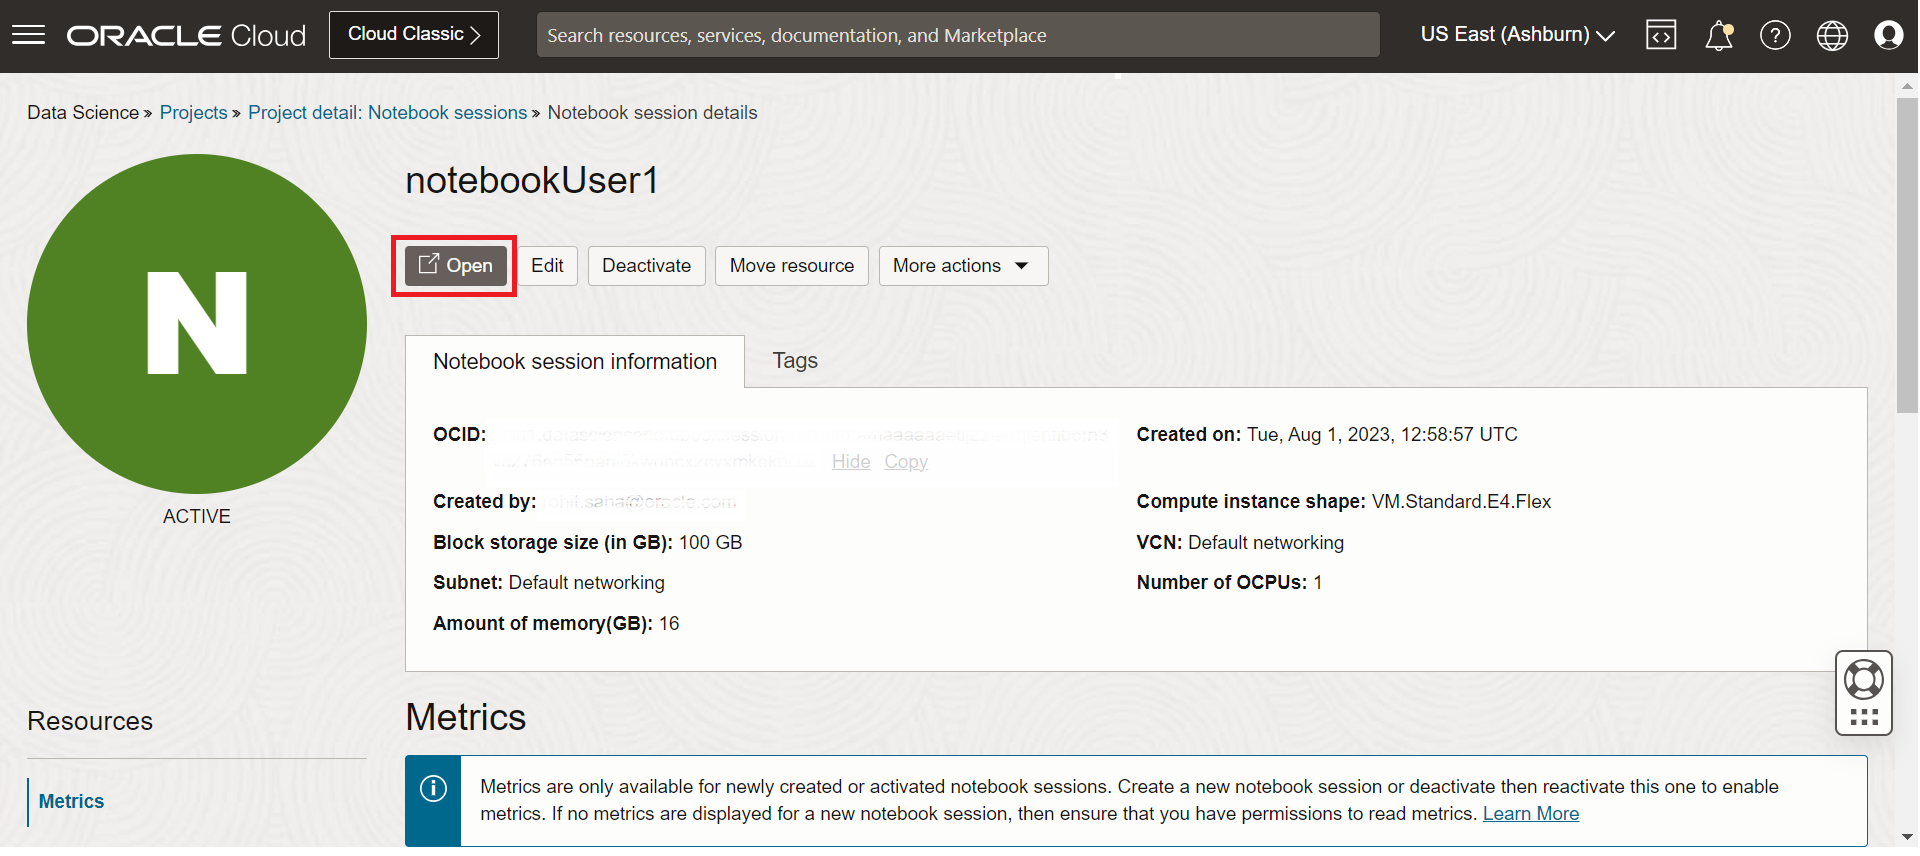 ORACLE Cloud
Cloud Classic
Search resources, services, documentation, and Marketplace
US East (Ashburn)
Data Science » Projects » Project detail: Notebook sessions » Notebook session details
N
ACTIVE
notebookUser1
Open
Edit
Deactivate
Move resource
More actions
Notebook session information
Tags
OCID:
Hide Copy
Created on: Tue, Aug 1, 2023, 12:58:57 UTC
Created by:
Compute instance shape: VM.Standard.E4.Flex
Block storage size (in GB): 100 GB
VCN: Default networking
Subnet: Default networking
Number of OCPUs: 1
Amount of memory(GB): 16
Resources
Metrics
Metrics
Metrics are only available for newly created or activated notebook sessions. Create a new notebook session or deactivate then reactivate this one to enable
metrics. If no metrics are displayed for a new notebook session, then ensure that you have permissions to read metrics. Learn More